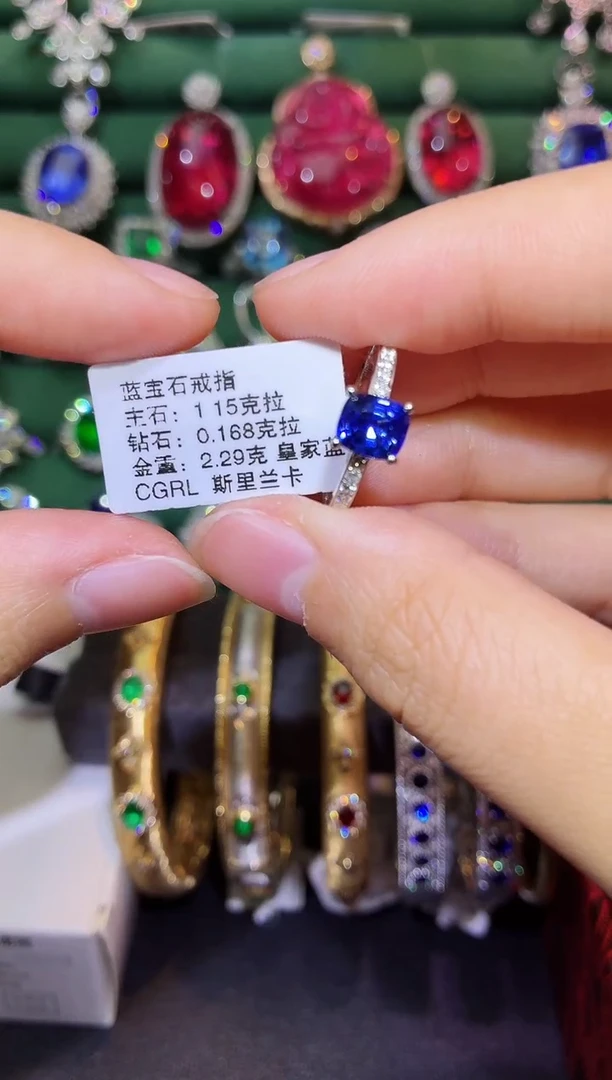 蓝宝石戒指
主石：1 15克拉
钻石：0.168克拉
金重：2.29克 皇家蓝
CGRL 斯里兰卡